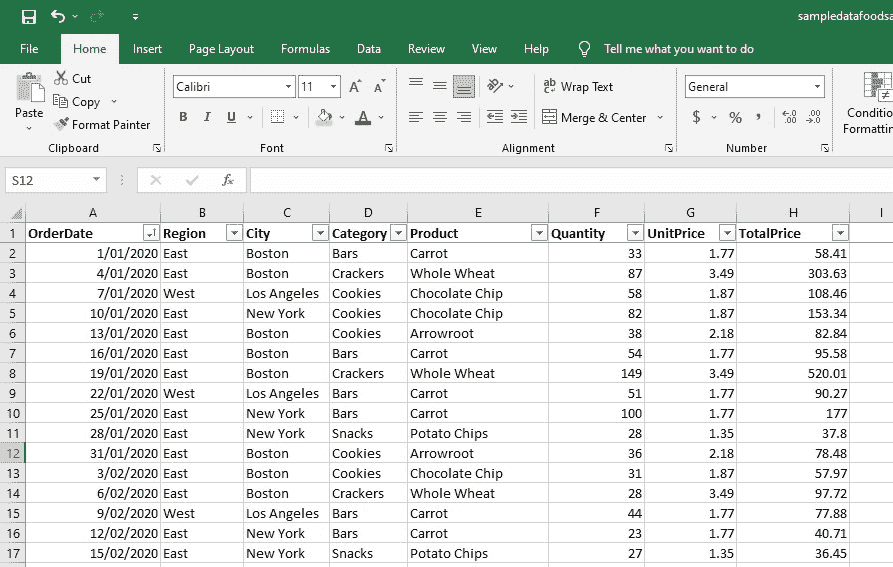 sampledatafoodsa
File Home Insert Page Layout Formulas Data Review View Help Tell me what you want to do
Cut
Copy
Format Painter
Paste
Clipboard
Calibri 11 A A
B I U A
Font
ab Wrap Text
Merge & Center
Alignment
General
$ % , .00 .00
Number
Conditio
Formattin
S12 fx
A B C D E F G H I
1 OrderDate Region City Category Product Quantity UnitPrice TotalPrice
2 1/01/2020 East Boston Bars Carrot 33 1.77 58.41
3 4/01/2020 East Boston Crackers Whole Wheat 87 3.49 303.63
4 7/01/2020 West Los Angeles Cookies Chocolate Chip 58 1.87 108.46
5 10/01/2020 East New York Cookies Chocolate Chip 82 1.87 153.34
6 13/01/2020 East Boston Cookies Arrowroot 38 2.18 82.84
7 16/01/2020 East Boston Bars Carrot 54 1.77 95.58
8 19/01/2020 East Boston Crackers Whole Wheat 149 3.49 520.01
9 22/01/2020 West Los Angeles Bars Carrot 51 1.77 90.27
10 25/01/2020 East New York Bars Carrot 100 1.77 177
11 28/01/2020 East New York Snacks Potato Chips 28 1.35 37.8
12 31/01/2020 East Boston Cookies Arrowroot 36 2.18 78.48
13 3/02/2020 East Boston Cookies Chocolate Chip 31 1.87 57.97
14 6/02/2020 East Boston Crackers Whole Wheat 28 3.49 97.72
15 9/02/2020 West Los Angeles Bars Carrot 44 1.77 77.88
16 12/02/2020 East New York Bars Carrot 23 1.77 40.71
17 15/02/2020 East New York Snacks Potato Chips 27 1.35 36.45